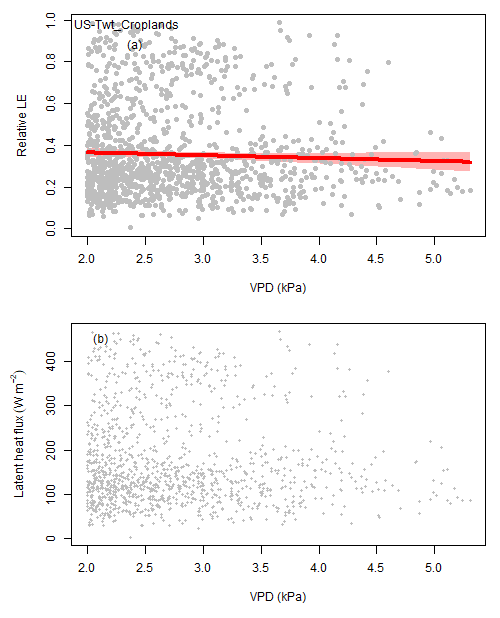 US-Twt_Croplands
(a)
Relative LE
0.0 0.2 0.4 0.6 0.8 1.0
2.0 2.5 3.0 3.5 4.0 4.5 5.0
VPD (kPa)
(b)
Latent heat flux (W m⁻²)
0 100 200 300 400
2.0 2.5 3.0 3.5 4.0 4.5 5.0
VPD (kPa)